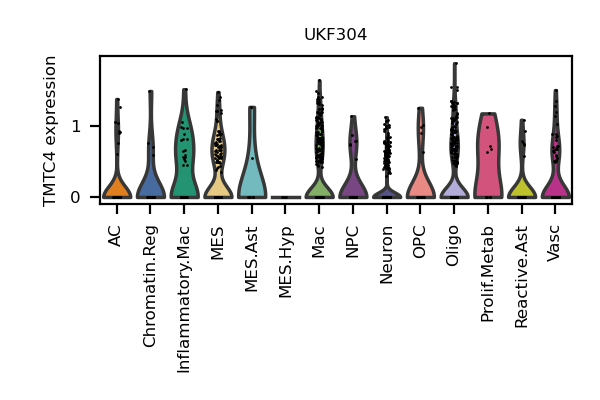 UKF304
TMTC4 expression
1
0
AC
Chromatin.Reg
Inflammatory.Mac
MES
MES.Ast
MES.Hyp
Mac
NPC
Neuron
OPC
Oligo
Prolif.Metab
Reactive.Ast
Vasc